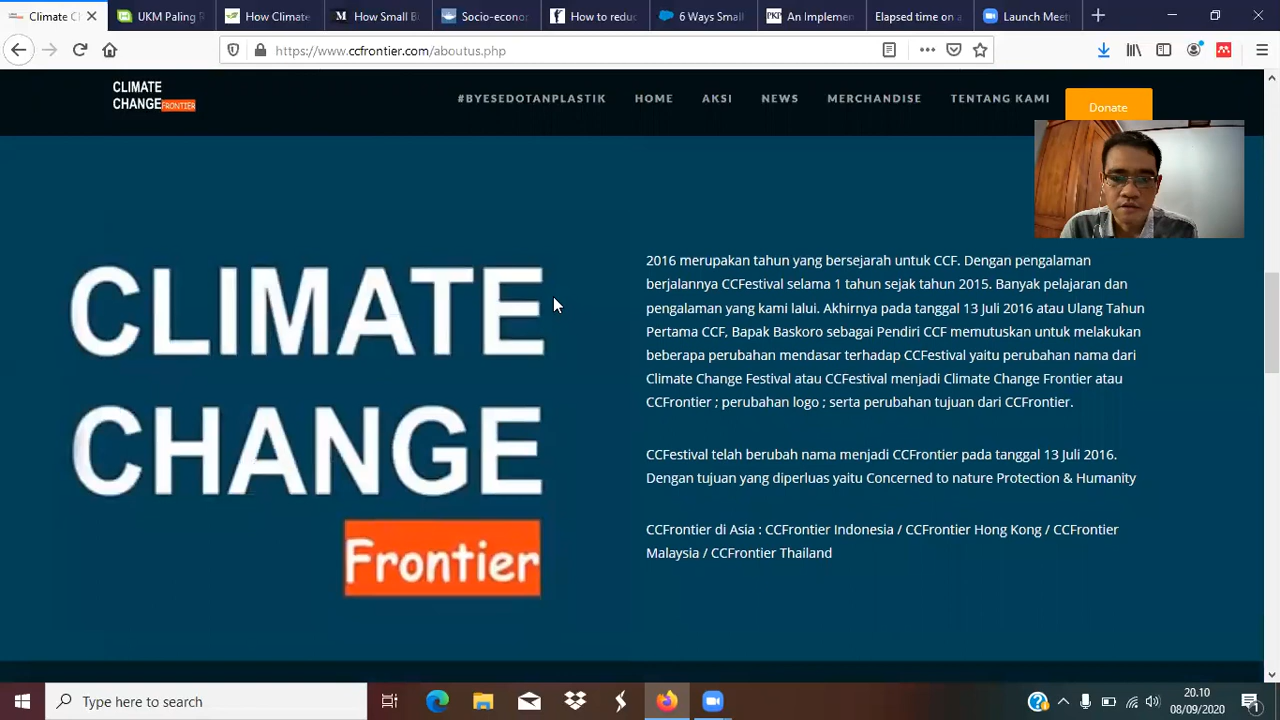 Climate Ch
UKM Paling
How Climate
How Small B
Socio-econor
How to reduc
6 Ways Small
PKP
An Implemen
Elapsed time on a
Launch Meeti
https://www.ccfrontier.com/aboutus.php
CLIMATE
CHANGE FRONTIER
#BYESEDOTANPLASTIK
HOME
AKSI
NEWS
MERCHANDISE
TENTANG KAMI
Donate
CLIMATE
CHANGE
Frontier
2016 merupakan tahun yang bersejarah untuk CCF. Dengan pengalaman
berjalannya CCFestival selama 1 tahun sejak tahun 2015. Banyak pelajaran dan
pengalaman yang kami lalui. Akhirnya pada tanggal 13 Juli 2016 atau Ulang Tahun
Pertama CCF, Bapak Baskoro sebagai Pendiri CCF memutuskan untuk melakukan
beberapa perubahan mendasar terhadap CCFestival yaitu perubahan nama dari
Climate Change Festival atau CCFestival menjadi Climate Change Frontier atau
CCFrontier ; perubahan logo ; serta perubahan tujuan dari CCFrontier.
CCFestival telah berubah nama menjadi CCFrontier pada tanggal 13 Juli 2016.
Dengan tujuan yang diperluas yaitu Concerned to nature Protection & Humanity
CCFrontier di Asia : CCFrontier Indonesia / CCFrontier Hong Kong / CCFrontier
Malaysia / CCFrontier Thailand
Type here to search
20.10
08/09/2020